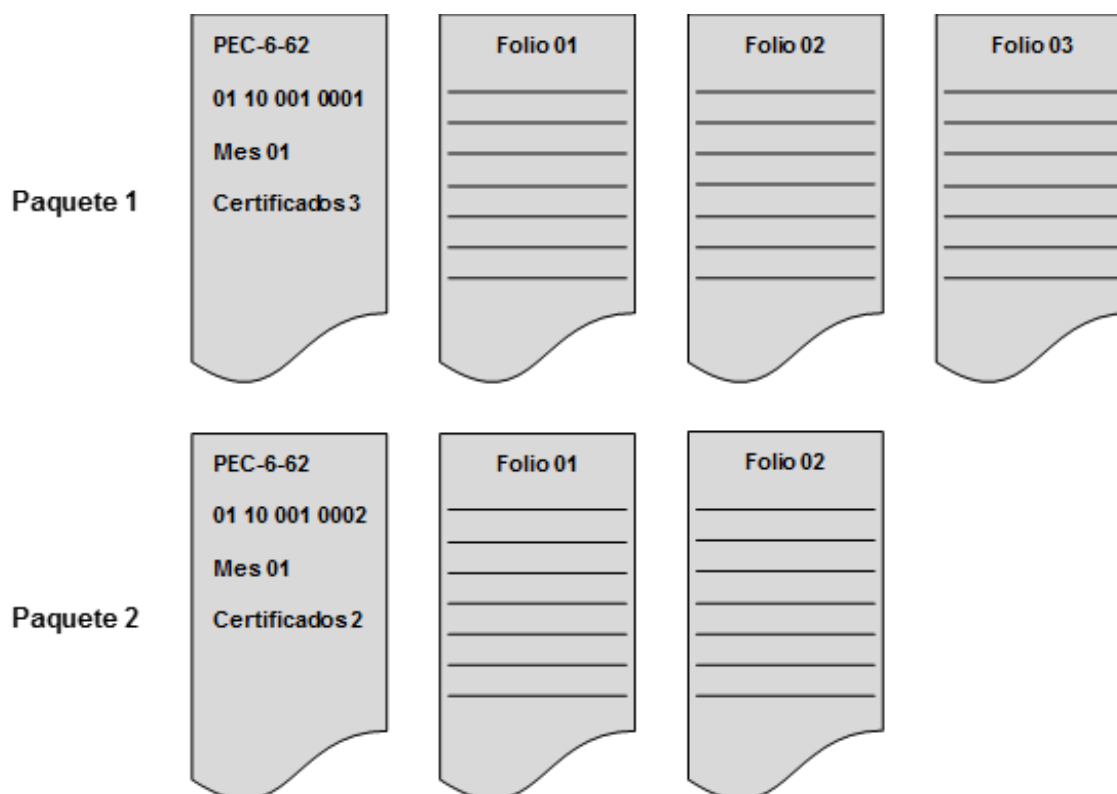 Paquete 1
PEC-6-62
01 10 001 0001
Mes 01
Certificados 3
Folio 01
Folio 02
Folio 03
Paquete 2
PEC-6-62
01 10 001 0002
Mes 01
Certificados 2
Folio 01
Folio 02